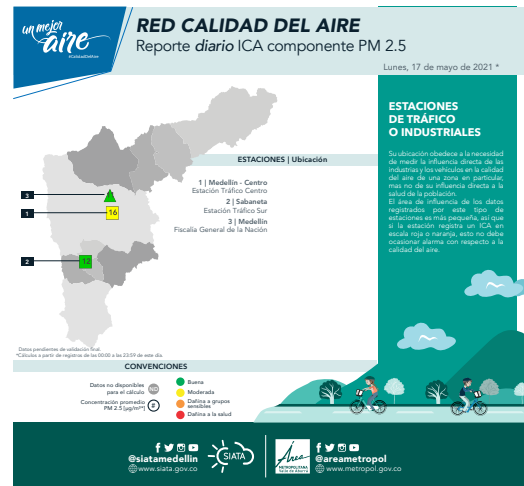 un mejor
aire
#CalidadDelAire
RED CALIDAD DEL AIRE
Reporte diario ICA componente PM 2.5
Lunes, 17 de mayo de 2021 *
ESTACIONES
DE TRÁFICO
O INDUSTRIALES
Su ubicación obedece a la necesidad
de medir la influencia directa de las
industrias y los vehículos en la calidad
del aire de una zona en particular,
mas no de su influencia directa a la
salud de la población.
El área de influencia de los datos
registrados por este tipo de
estaciones es más pequeña, así que
si la estación registra un ICA en
escala roja o naranja, esto no debe
ocasionar alarma con respecto a la
calidad del aire.
ESTACIONES | Ubicación
1 | Medellín - Centro
Estación Tráfico Centro
2 | Sabaneta
Estación Tráfico Sur
3 | Medellín
Fiscalía General de la Nación
3
1
16
2
12
Datos pendientes de validación final.
*Cálculos a partir de registros de las 00:00 a las 23:59 de este día.
CONVENCIONES
Datos no disponibles
para el cálculo
ND
Concentración promedio
PM 2.5 [µg/m³*]
#
Buena
Moderada
Dañina a grupos
sensibles
Dañina a la salud
@siatamedellin
www.siata.gov.co
SIATA
Área
METROPOLITANA
Valle de Aburrá
@areametropol
www.metropol.gov.co